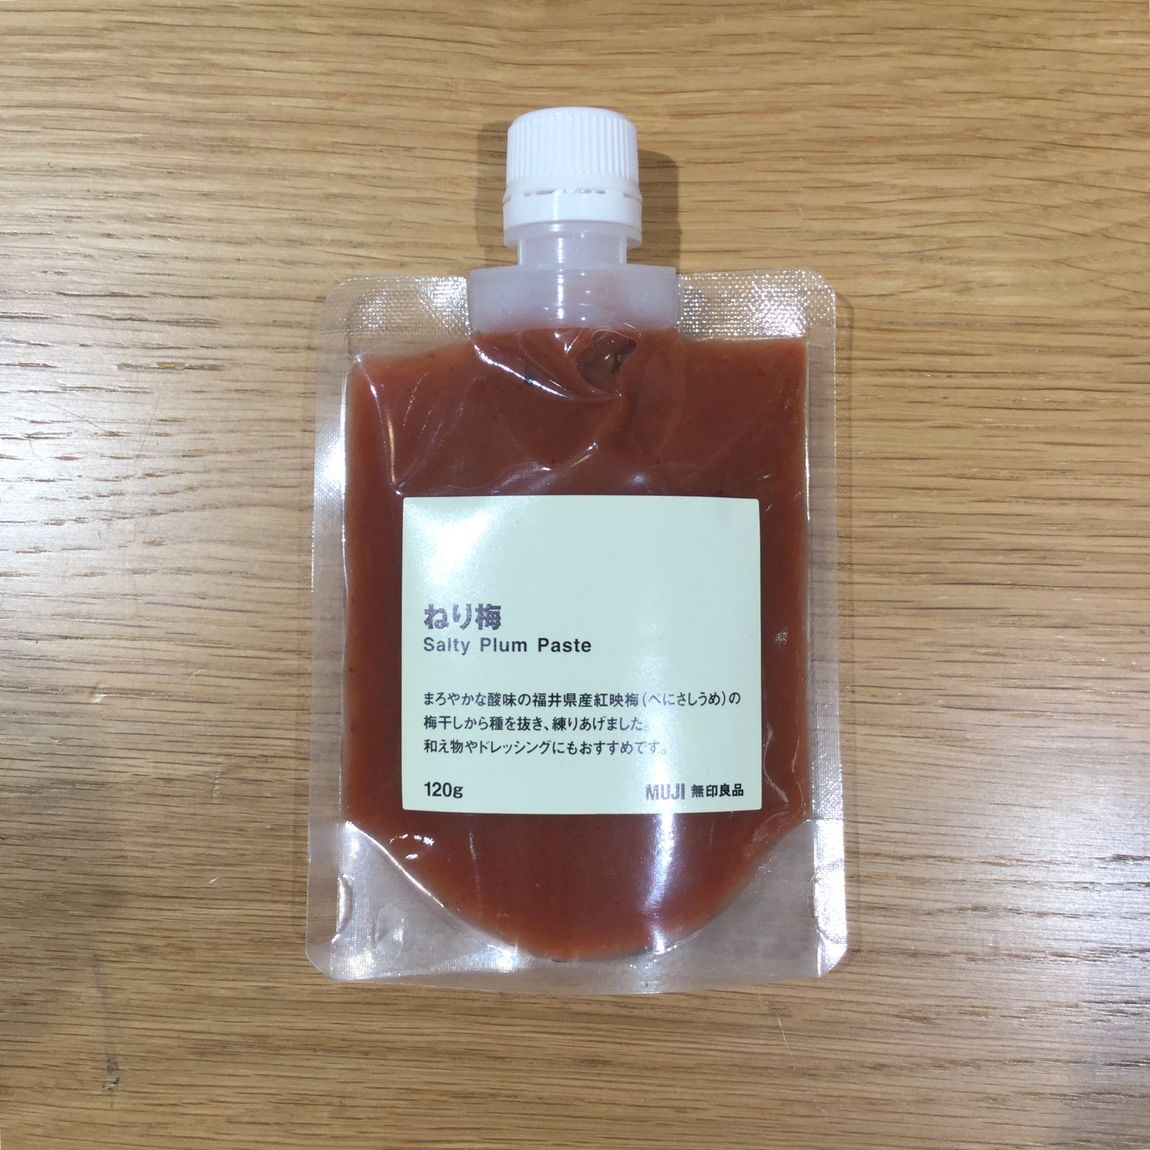 ねり梅
Salty Plum Paste
まろやかな酸味の福井県産紅映梅(べにさしうめ)の
梅干しから種を抜き、練りあげました。
和え物やドレッシングにもおすすめです。
120g
MUJI 無印良品